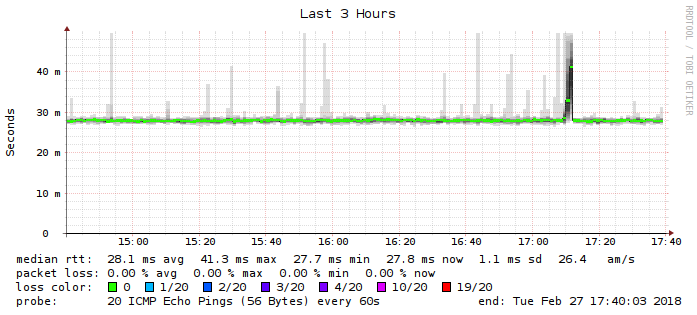 Last 3 Hours
RRDTOOL / TOBI OETIKER
Seconds
40 m
30 m
20 m
10 m
0
15:00 15:20 15:40 16:00 16:20 16:40 17:00 17:20 17:40
median rtt: 28.1 ms avg 41.3 ms max 27.7 ms min 27.8 ms now 1.1 ms sd 26.4 am/s
packet loss: 0.00 % avg 0.00 % max 0.00 % min 0.00 % now
loss color: 0 1/20 2/20 3/20 4/20 10/20 19/20
probe: 20 ICMP Echo Pings (56 Bytes) every 60s end: Tue Feb 27 17:40:03 2018